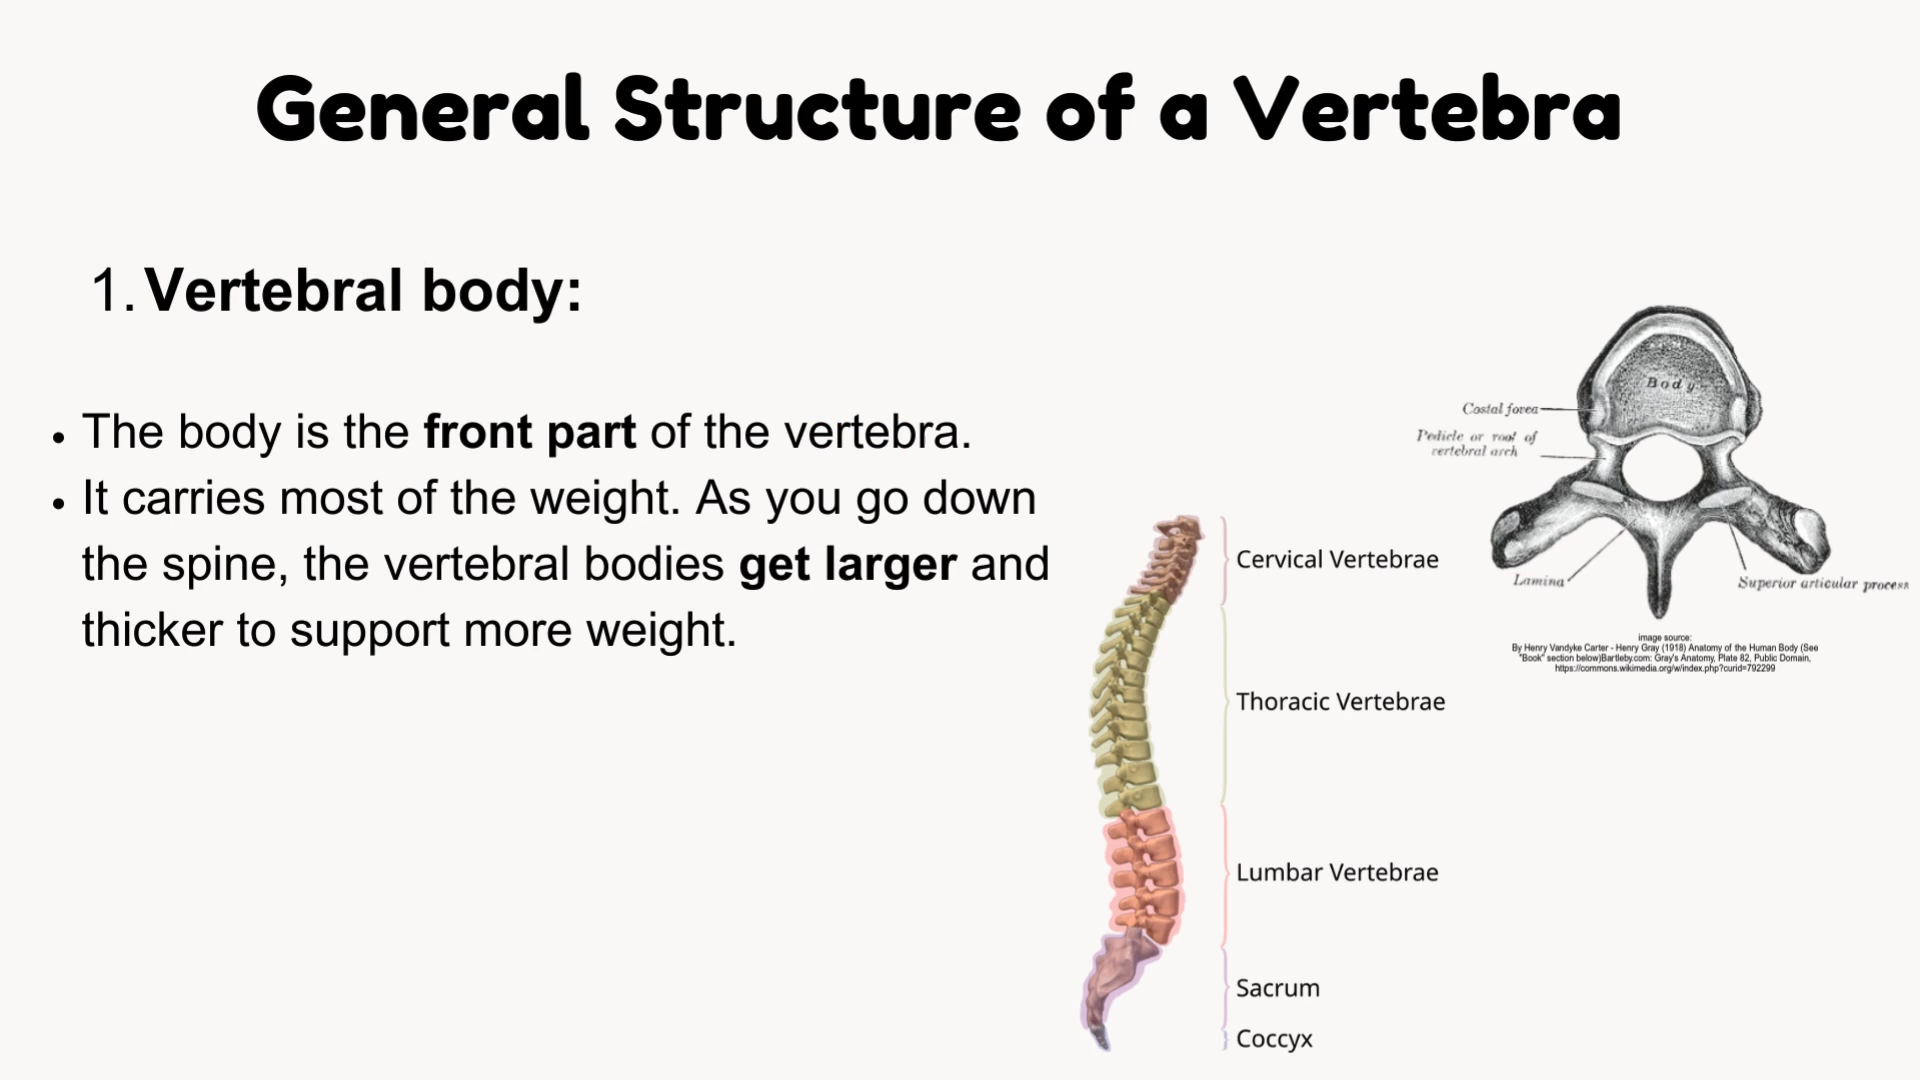 General Structure of a Vertebra
1. Vertebral body:
• The body is the front part of the vertebra.
• It carries most of the weight. As you go down
the spine, the vertebral bodies get larger and
thicker to support more weight.
Cervical Vertebrae
Thoracic Vertebrae
Lumbar Vertebrae
Sacrum
Coccyx
Body
Costal fovea
Pedicle or root of
vertebral arch
Lamina
Superior articular process
image source:
By Henry Vandyke Carter - Henry Gray (1918) Anatomy of the Human Body (See
"Book" section below)Bartleby.com: Gray's Anatomy, Plate 82, Public Domain,
https://commons.wikimedia.org/w/index.php?curid=792299